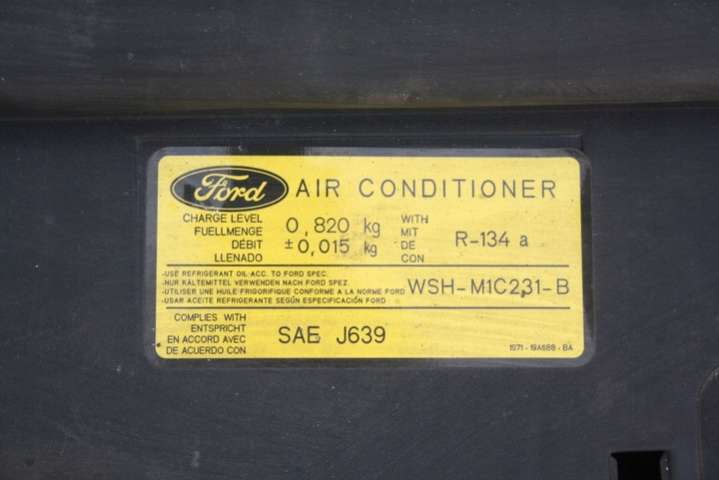 Ford AIR CONDITIONER
CHARGE LEVEL
FUELLMENGE
DÉBIT
LLENADO
0,820 kg
±0,015 kg
WITH
MIT
DE
CON
R-134 a
-USE REFRIGERANT OIL ACC. TO FORD SPEC.
-NUR KÄLTEMITTEL VERWENDEN NACH FORD SPEZ.
-UTILISER UNE HUILE FRIGORIFIQUE CONFORME A LA NORME FORD
-USAR ACEITE REFRIGERANTE SEGÚN ESPECIFICACIÓN FORD
WSH-M1C231-B
COMPLIES WITH
ENTSPRICHT
EN ACCORD AVEC
DE ACUERDO CON
SAE J639